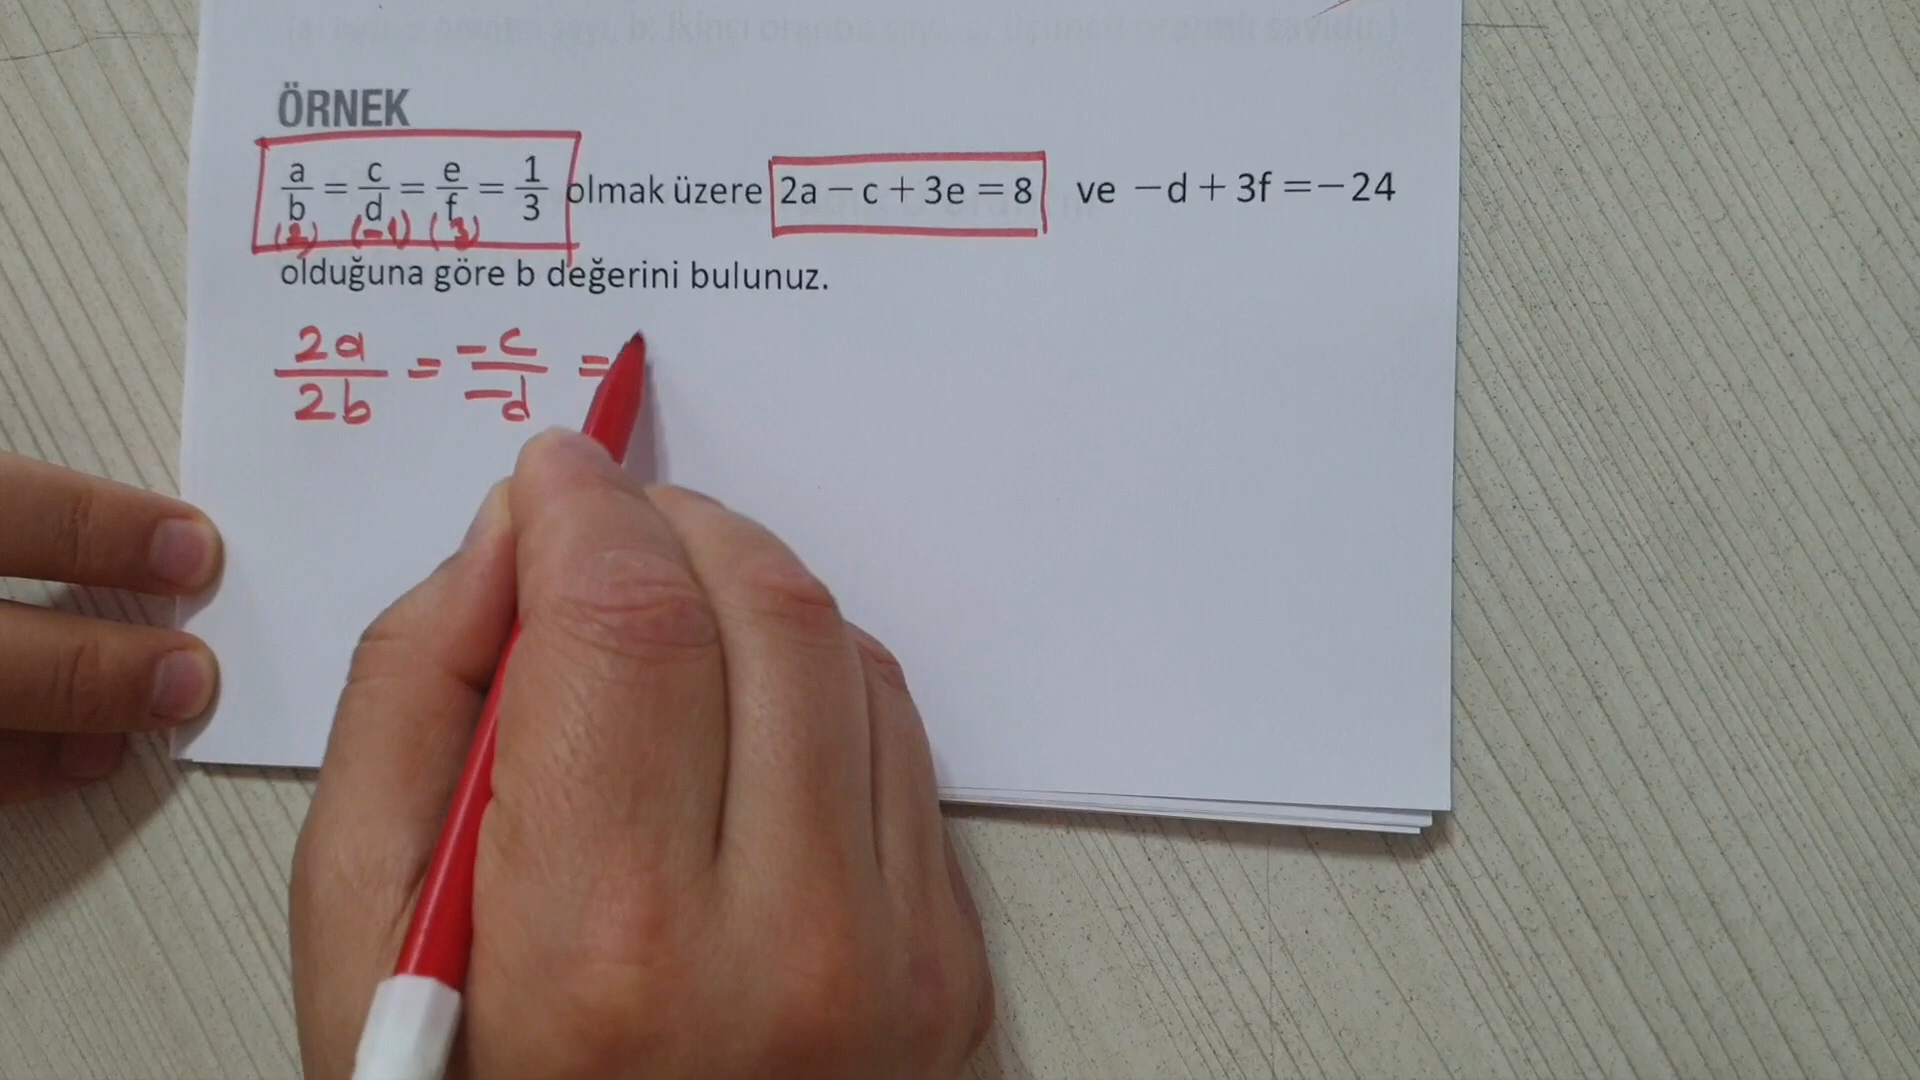 ÖRNEK
a/b = c/d = e/f = 1/3 olmak üzere 2a − c + 3e = 8 ve −d + 3f = −24
(2) (-1) (3)
olduğuna göre b değerini bulunuz.
2a/2b = -c/-d =